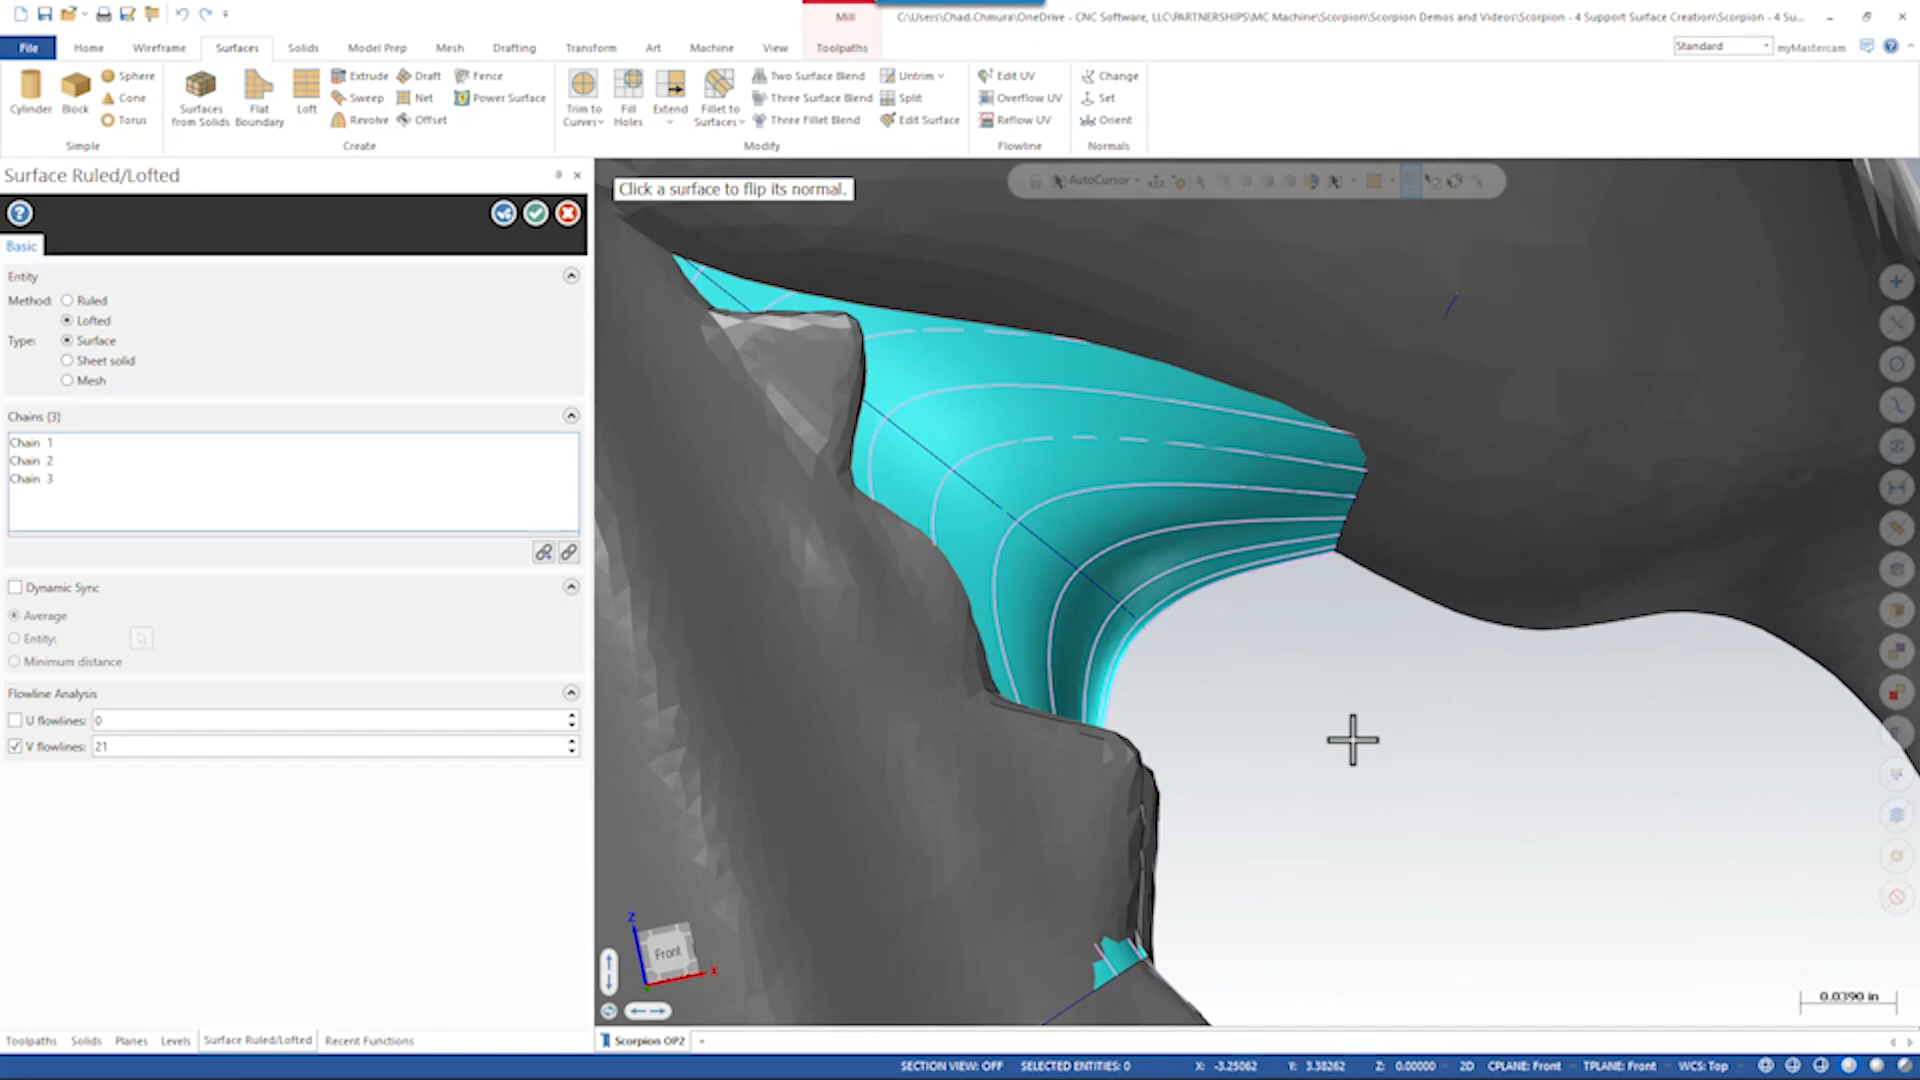 Mill
C:\Users\Chad.Chmura\OneDrive - CNC Software, LLC\PARTNERSHIPS\MC Machine\Scorpion\Scorpion Demos and Videos\Scorpion - 4 Support Surface Creation\Scorpion - 4 Su...
File Home Wireframe Surfaces Solids Model Prep Mesh Drafting Transform Art Machine View Toolpaths
Standard myMastercam
Cylinder Block Sphere Cone Torus
Simple
Surfaces from Solids Flat Boundary Loft Extrude Sweep Revolve Draft Net Offset Fence Power Surface
Create
Trim to Curves Fill Holes Extend Fillet to Surfaces Two Surface Blend Three Surface Blend Three Fillet Blend Untrim Split Edit Surface
Modify
Edit UV Overflow UV Reflow UV
Flowline
Change Set Orient
Normals
Surface Ruled/Lofted
Basic
Entity
Method: Ruled
Lofted
Type: Surface
Sheet solid
Mesh
Chains (3)
Chain 1
Chain 2
Chain 3
Dynamic Sync
Average
Entity:
Minimum distance
Flowline Analysis
U flowlines: 0
V flowlines: 21
Click a surface to flip its normal.
AutoCursor
Z
Front
X
0.0390 in
Toolpaths Solids Planes Levels Surface Ruled/Lofted Recent Functions
Scorpion OP2 +
SECTION VIEW: OFF SELECTED ENTITIES: 0 X: -3.25062 Y: 3.38262 Z: 0.00000 2D CPLANE: Front TPLANE: Front WCS: Top